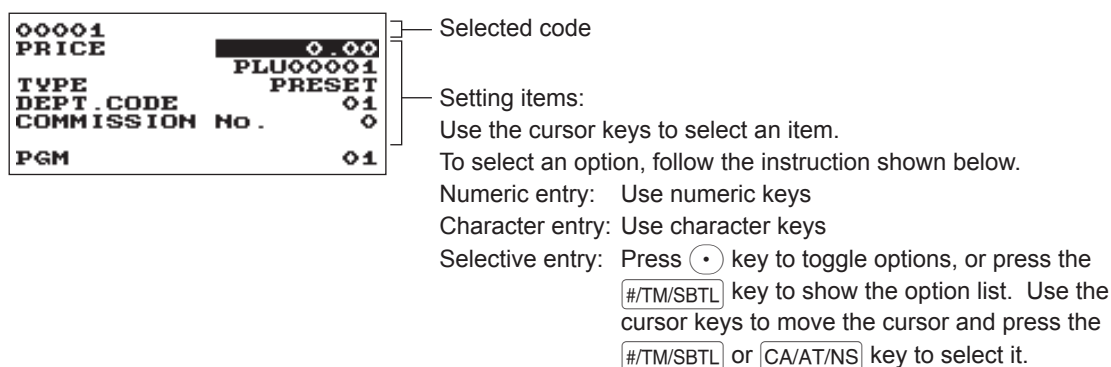 00001
PRICE 0.00
PLU00001
TYPE PRESET
DEPT.CODE 01
COMMISSION No. 0
PGM 01
Selected code
Setting items:
Use the cursor keys to select an item.
To select an option, follow the instruction shown below.
Numeric entry: Use numeric keys
Character entry: Use character keys
Selective entry: Press • key to toggle options, or press the
#/TM/SBTL key to show the option list. Use the
cursor keys to move the cursor and press the
#/TM/SBTL or CA/AT/NS key to select it.